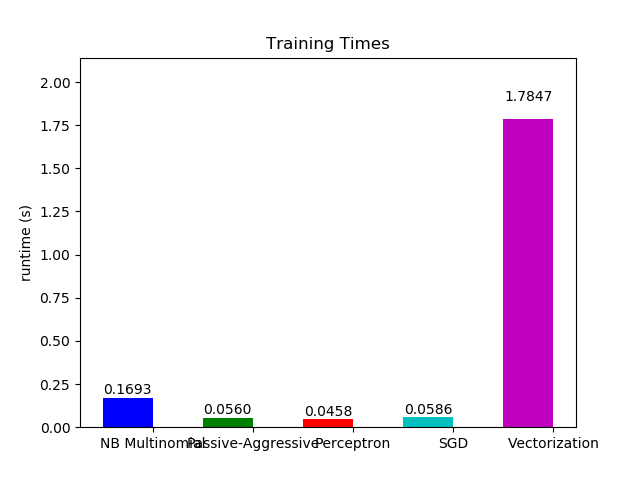 Training Times
runtime (s)
2.00
1.75
1.50
1.25
1.00
0.75
0.50
0.25
0.00
0.1693
0.0560
0.0458
0.0586
1.7847
NB Multinomial
Passive-Aggressive
Perceptron
SGD
Vectorization